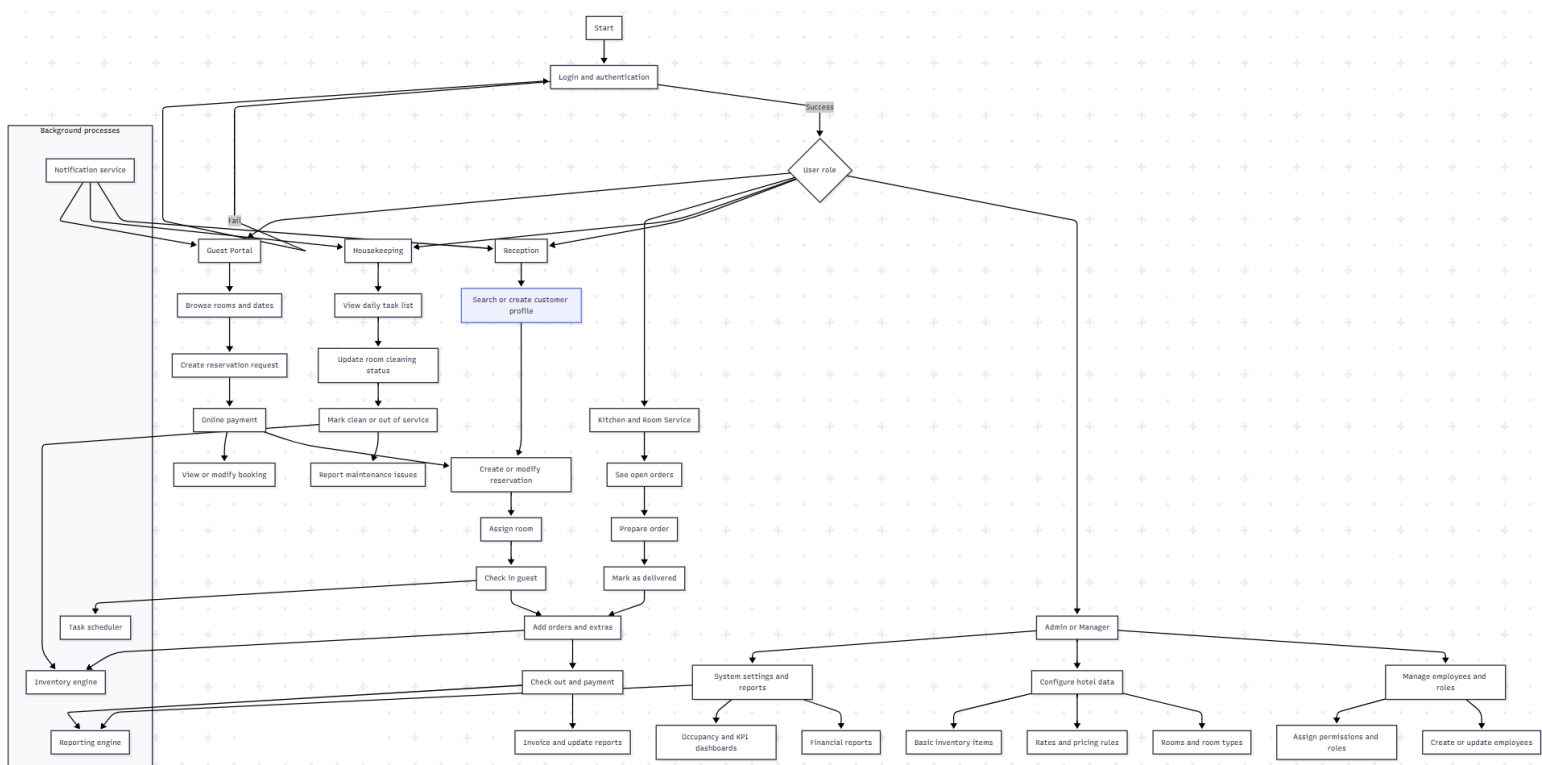 Start
Login and authentication
Success
Background processes
Notification service
User role
Fail
Guest Portal
Housekeeping
Reception
Browse rooms and dates
View daily task list
Search or create customer
profile
Create reservation request
Update room cleaning
status
Online payment
Mark clean or out of service
Kitchen and Room Service
View or modify booking
Report maintenance issues
Create or modify
reservation
See open orders
Assign room
Prepare order
Check in guest
Mark as delivered
Task scheduler
Add orders and extras
Admin or Manager
Inventory engine
Check out and payment
System settings and
reports
Configure hotel data
Manage employees and
roles
Reporting engine
Invoice and update reports
Occupancy and KPI
dashboards
Financial reports
Basic inventory items
Rates and pricing rules
Rooms and room types
Assign permissions and
roles
Create or update employees